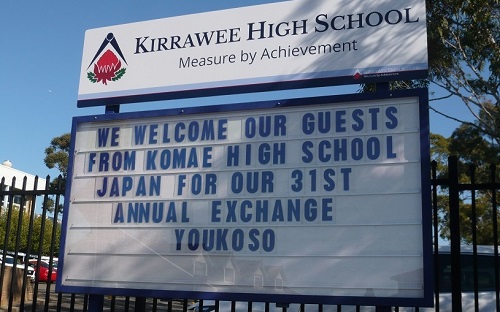 KIRRAWEE HIGH SCHOOL
Measure by Achievement
WE WELCOME OUR GUESTS
FROM KOMAE HIGH SCHOOL
JAPAN FOR OUR 31ST
ANNUAL EXCHANGE
YOUKOSO